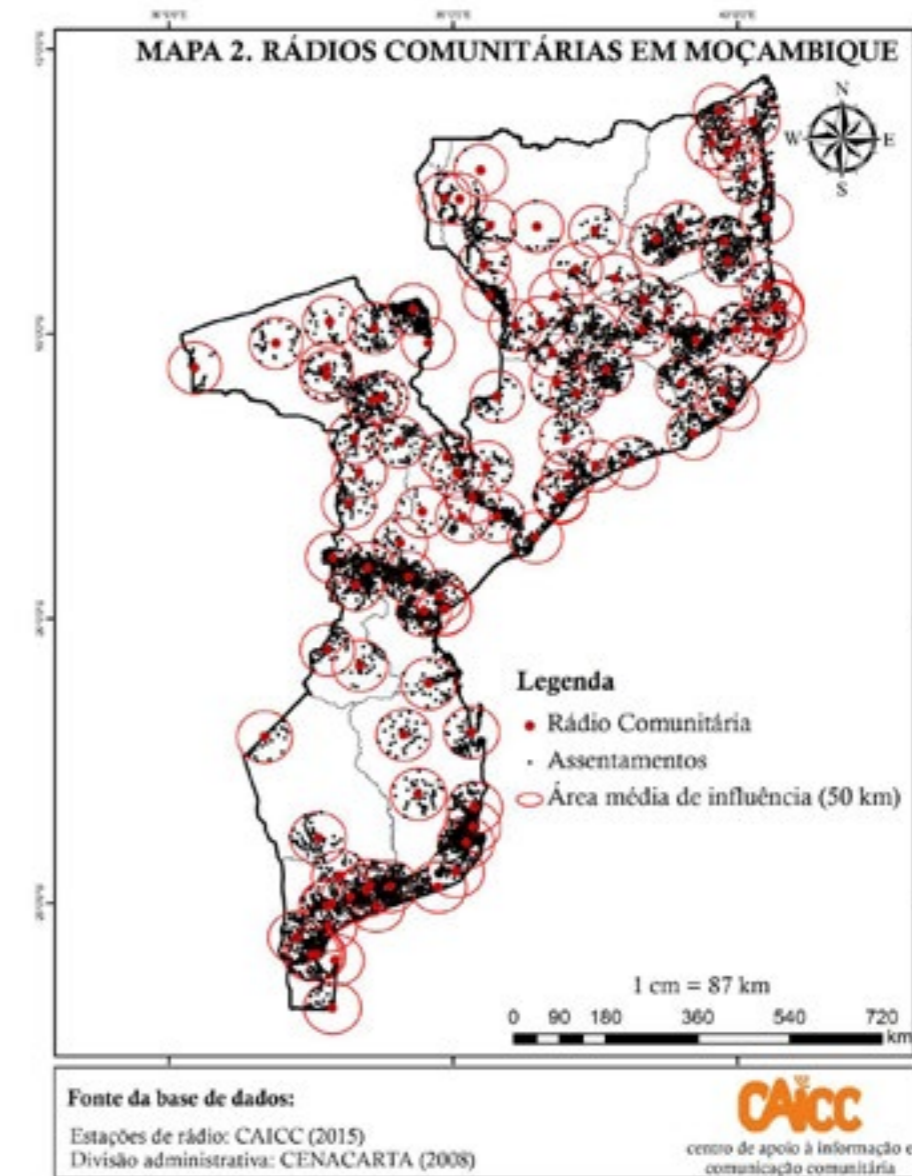 MAPA 2. RÁDIOS COMUNITÁRIAS EM MOÇAMBIQUE
N
W E
S
Legenda
Rádio Comunitária
Assentamentos
Área média de influência (50 km)
1 cm = 87 km
0 90 180 360 540 720
km
Fonte da base de dados:
Estações de rádio: CAICC (2015)
Divisão administrativa: CENACARTA (2008)
CAICC
centro de apoio à informação e
comunicação comunitária